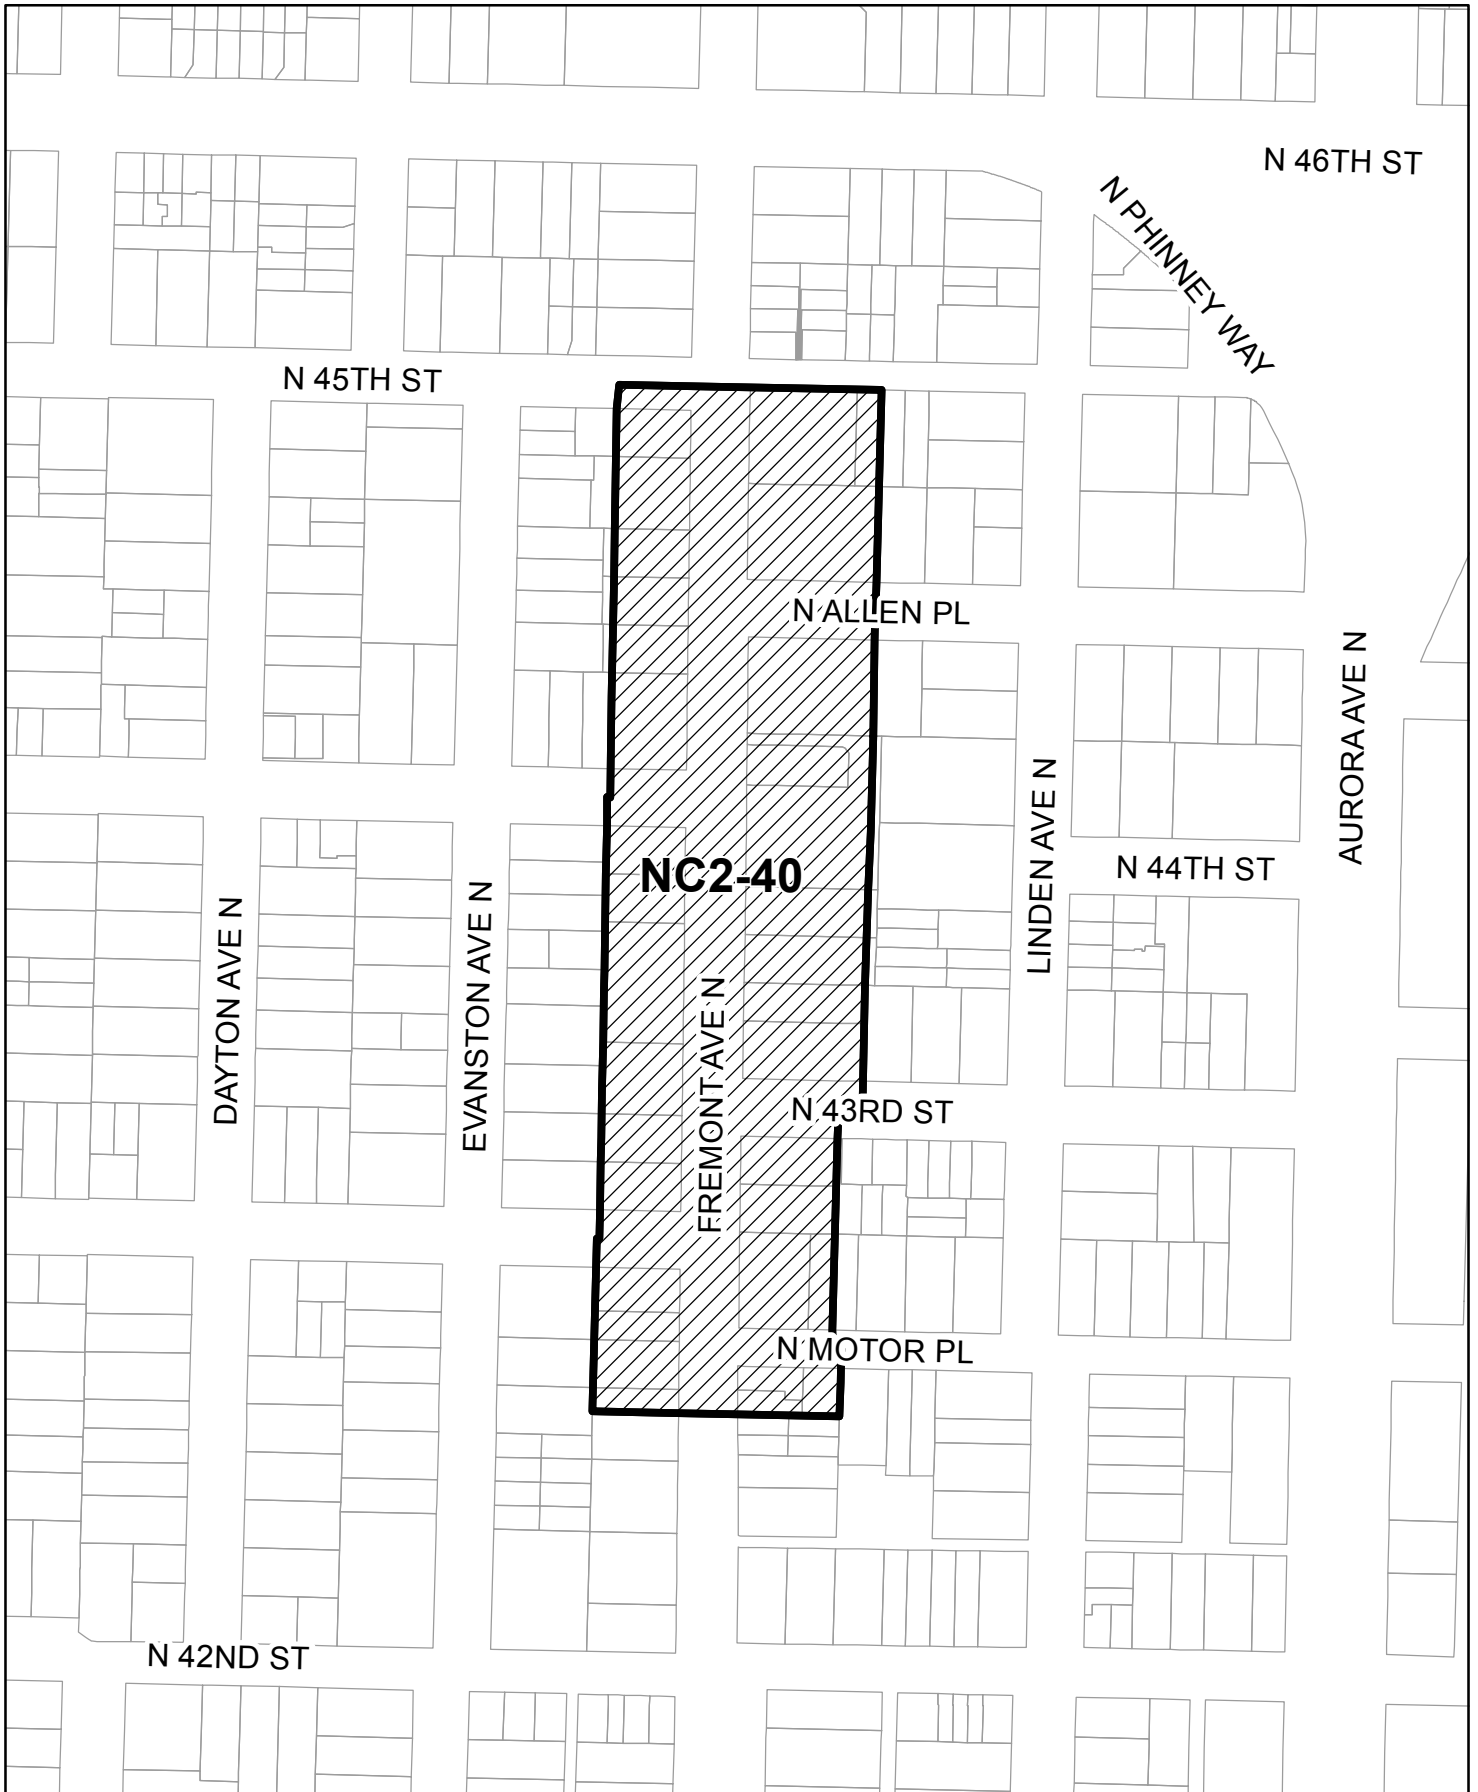 N 46TH ST
N PHINNEY WAY
N 45TH ST
N ALLEN PL
AURORA AVE N
LINDEN AVE N
N 44TH ST
NC2-40
DAYTON AVE N
EVANSTON AVE N
FREMONT AVE N
N 43RD ST
N MOTOR PL
N 42ND ST